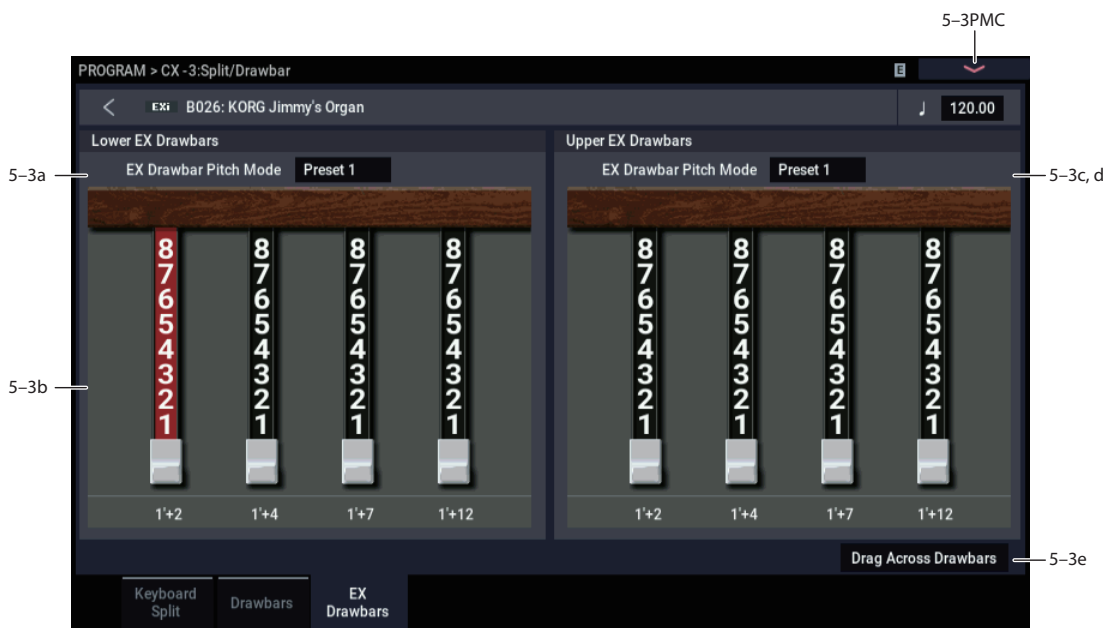 5–3PMC
PROGRAM > CX -3:Split/Drawbar
E
EXi B026: KORG Jimmy's Organ
♩ 120.00
Lower EX Drawbars
Upper EX Drawbars
5–3a
EX Drawbar Pitch Mode Preset 1
EX Drawbar Pitch Mode Preset 1
5–3c, d
8 8 8 8 8 8 8 8
7 7 7 7 7 7 7 7
6 6 6 6 6 6 6 6
5 5 5 5 5 5 5 5
4 4 4 4 4 4 4 4
5–3b
3 3 3 3 3 3 3 3
2 2 2 2 2 2 2 2
1 1 1 1 1 1 1 1
1'+2 1'+4 1'+7 1'+12
1'+2 1'+4 1'+7 1'+12
Drag Across Drawbars
5–3e
Keyboard
Split
Drawbars
EX
Drawbars